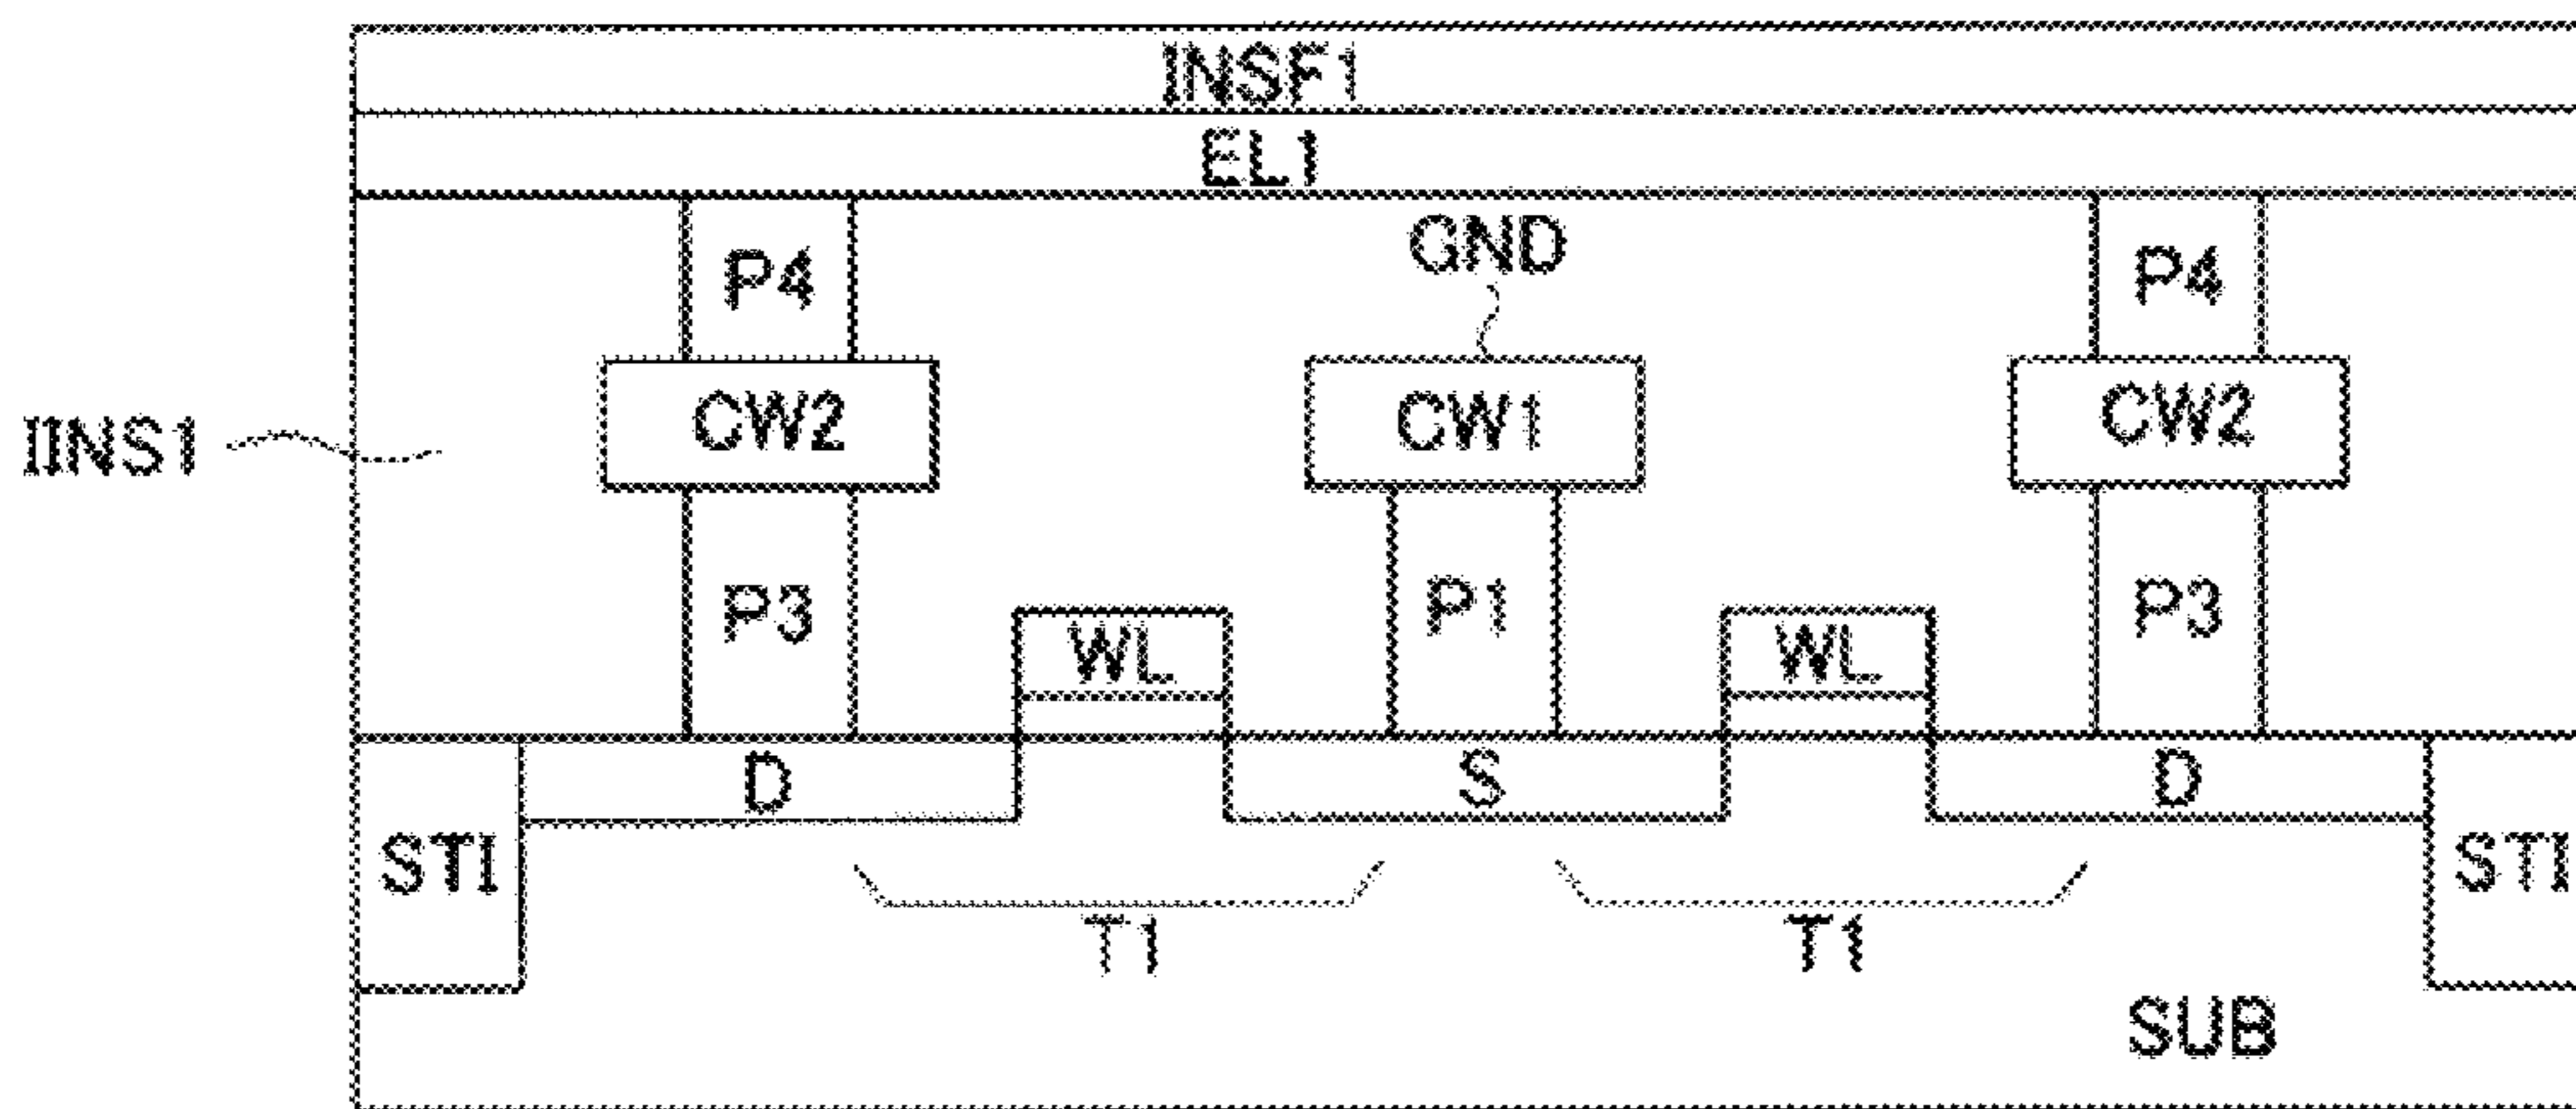 INSF1
EL1
GND
P4
P4
CW2
CW1
CW2
IINS1
P3
P1
P3
WL
WL
D
S
D
STI
STI
T1
T1
SUB